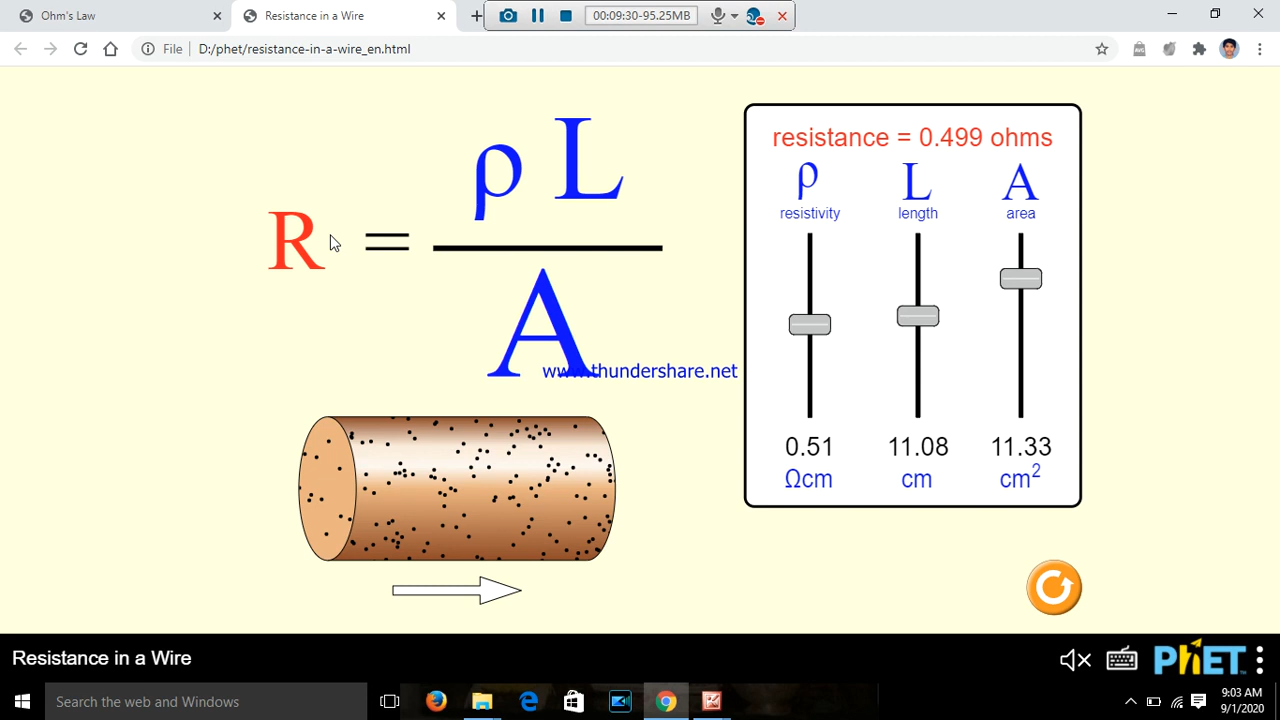 Ohm's Law
Resistance in a Wire
00:09:30-95.25MB
File
D:/phet/resistance-in-a-wire_en.html
AVG
R = ρ L
A
www.thundershare.net
resistance = 0.499 ohms
ρ L A
resistivity length area
0.51 11.08 11.33
Ωcm cm cm²
Resistance in a Wire
PhET
Search the web and Windows
9:03 AM
9/1/2020